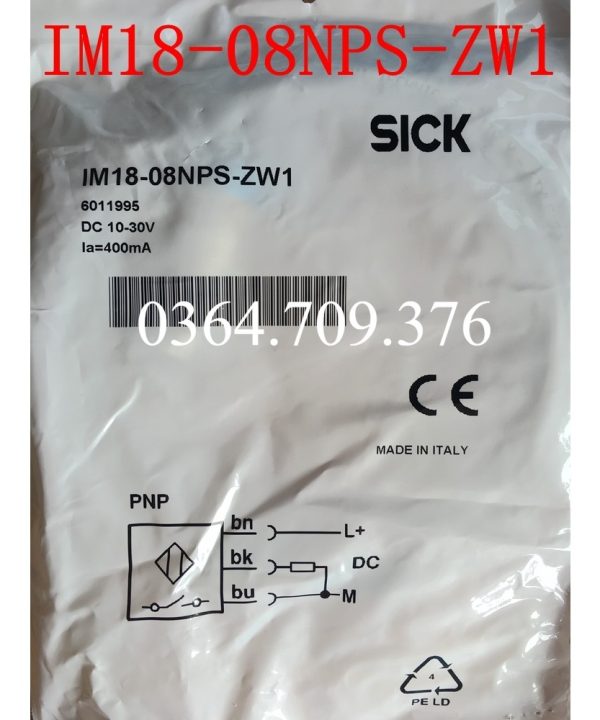 IM18-08NPS-ZW1
SICK
IM18-08NPS-ZW1
6011995
DC 10-30V
Ia=400mA
0364.709.376
CE
MADE IN ITALY
PNP
bn
L+
bk
DC
bu
M
4
PE LD